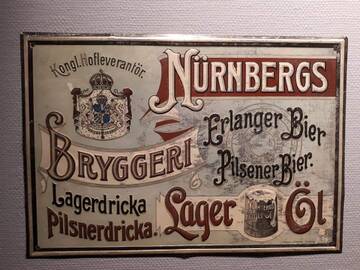 Kongl. Hofleverantör.
NÜRNBERGS
BRYGGERI
Erlanger Bier
Pilsener Bier.
Lagerdricka
Pilsnerdricka.
Lager Öl